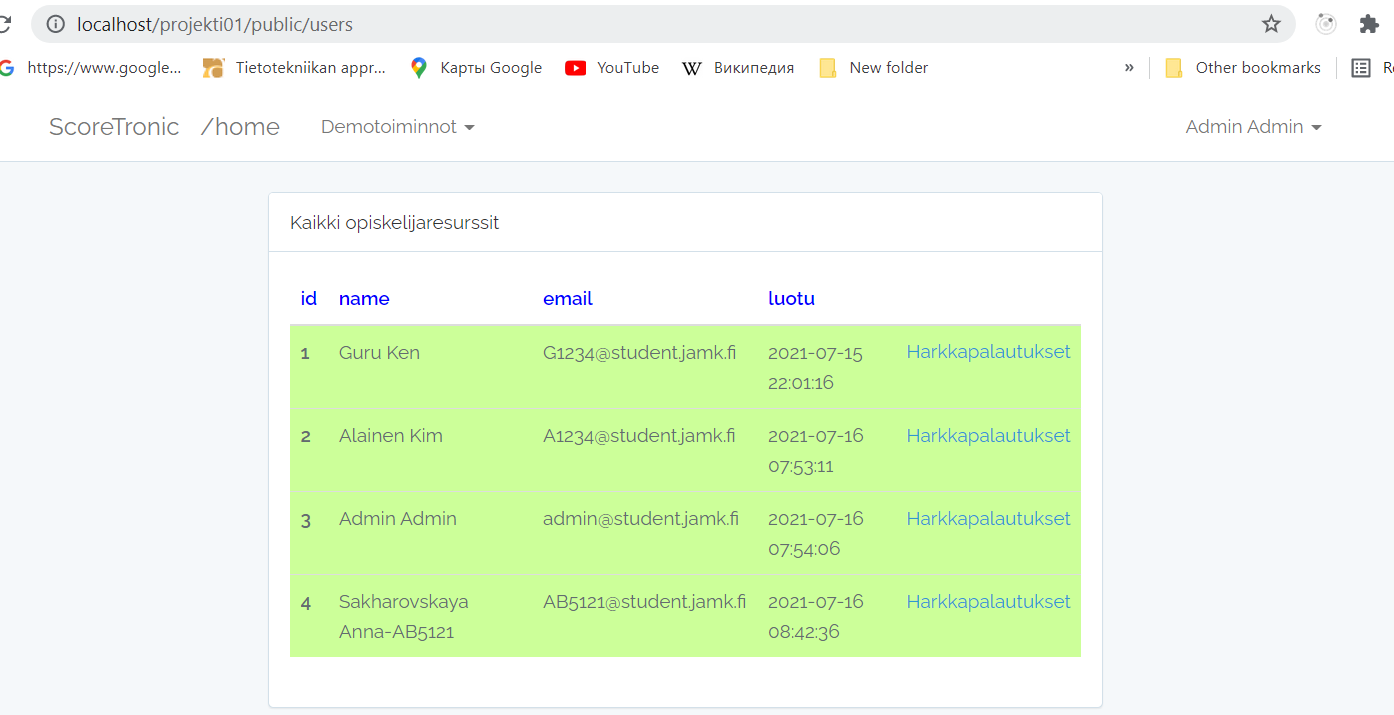 localhost/projekti01/public/users
https://www.google... Tietotekniikan appr... Карты Google YouTube W Википедия New folder » Other bookmarks
ScoreTronic /home Demotoiminnot Admin Admin
Kaikki opiskelijaresurssit
id name email luotu
1 Guru Ken G1234@student.jamk.fi 2021-07-15 Harkkapalautukset
22:01:16
2 Alainen Kim A1234@student.jamk.fi 2021-07-16 Harkkapalautukset
07:53:11
3 Admin Admin admin@student.jamk.fi 2021-07-16 Harkkapalautukset
07:54:06
4 Sakharovskaya AB5121@student.jamk.fi 2021-07-16 Harkkapalautukset
Anna-AB5121 08:42:36